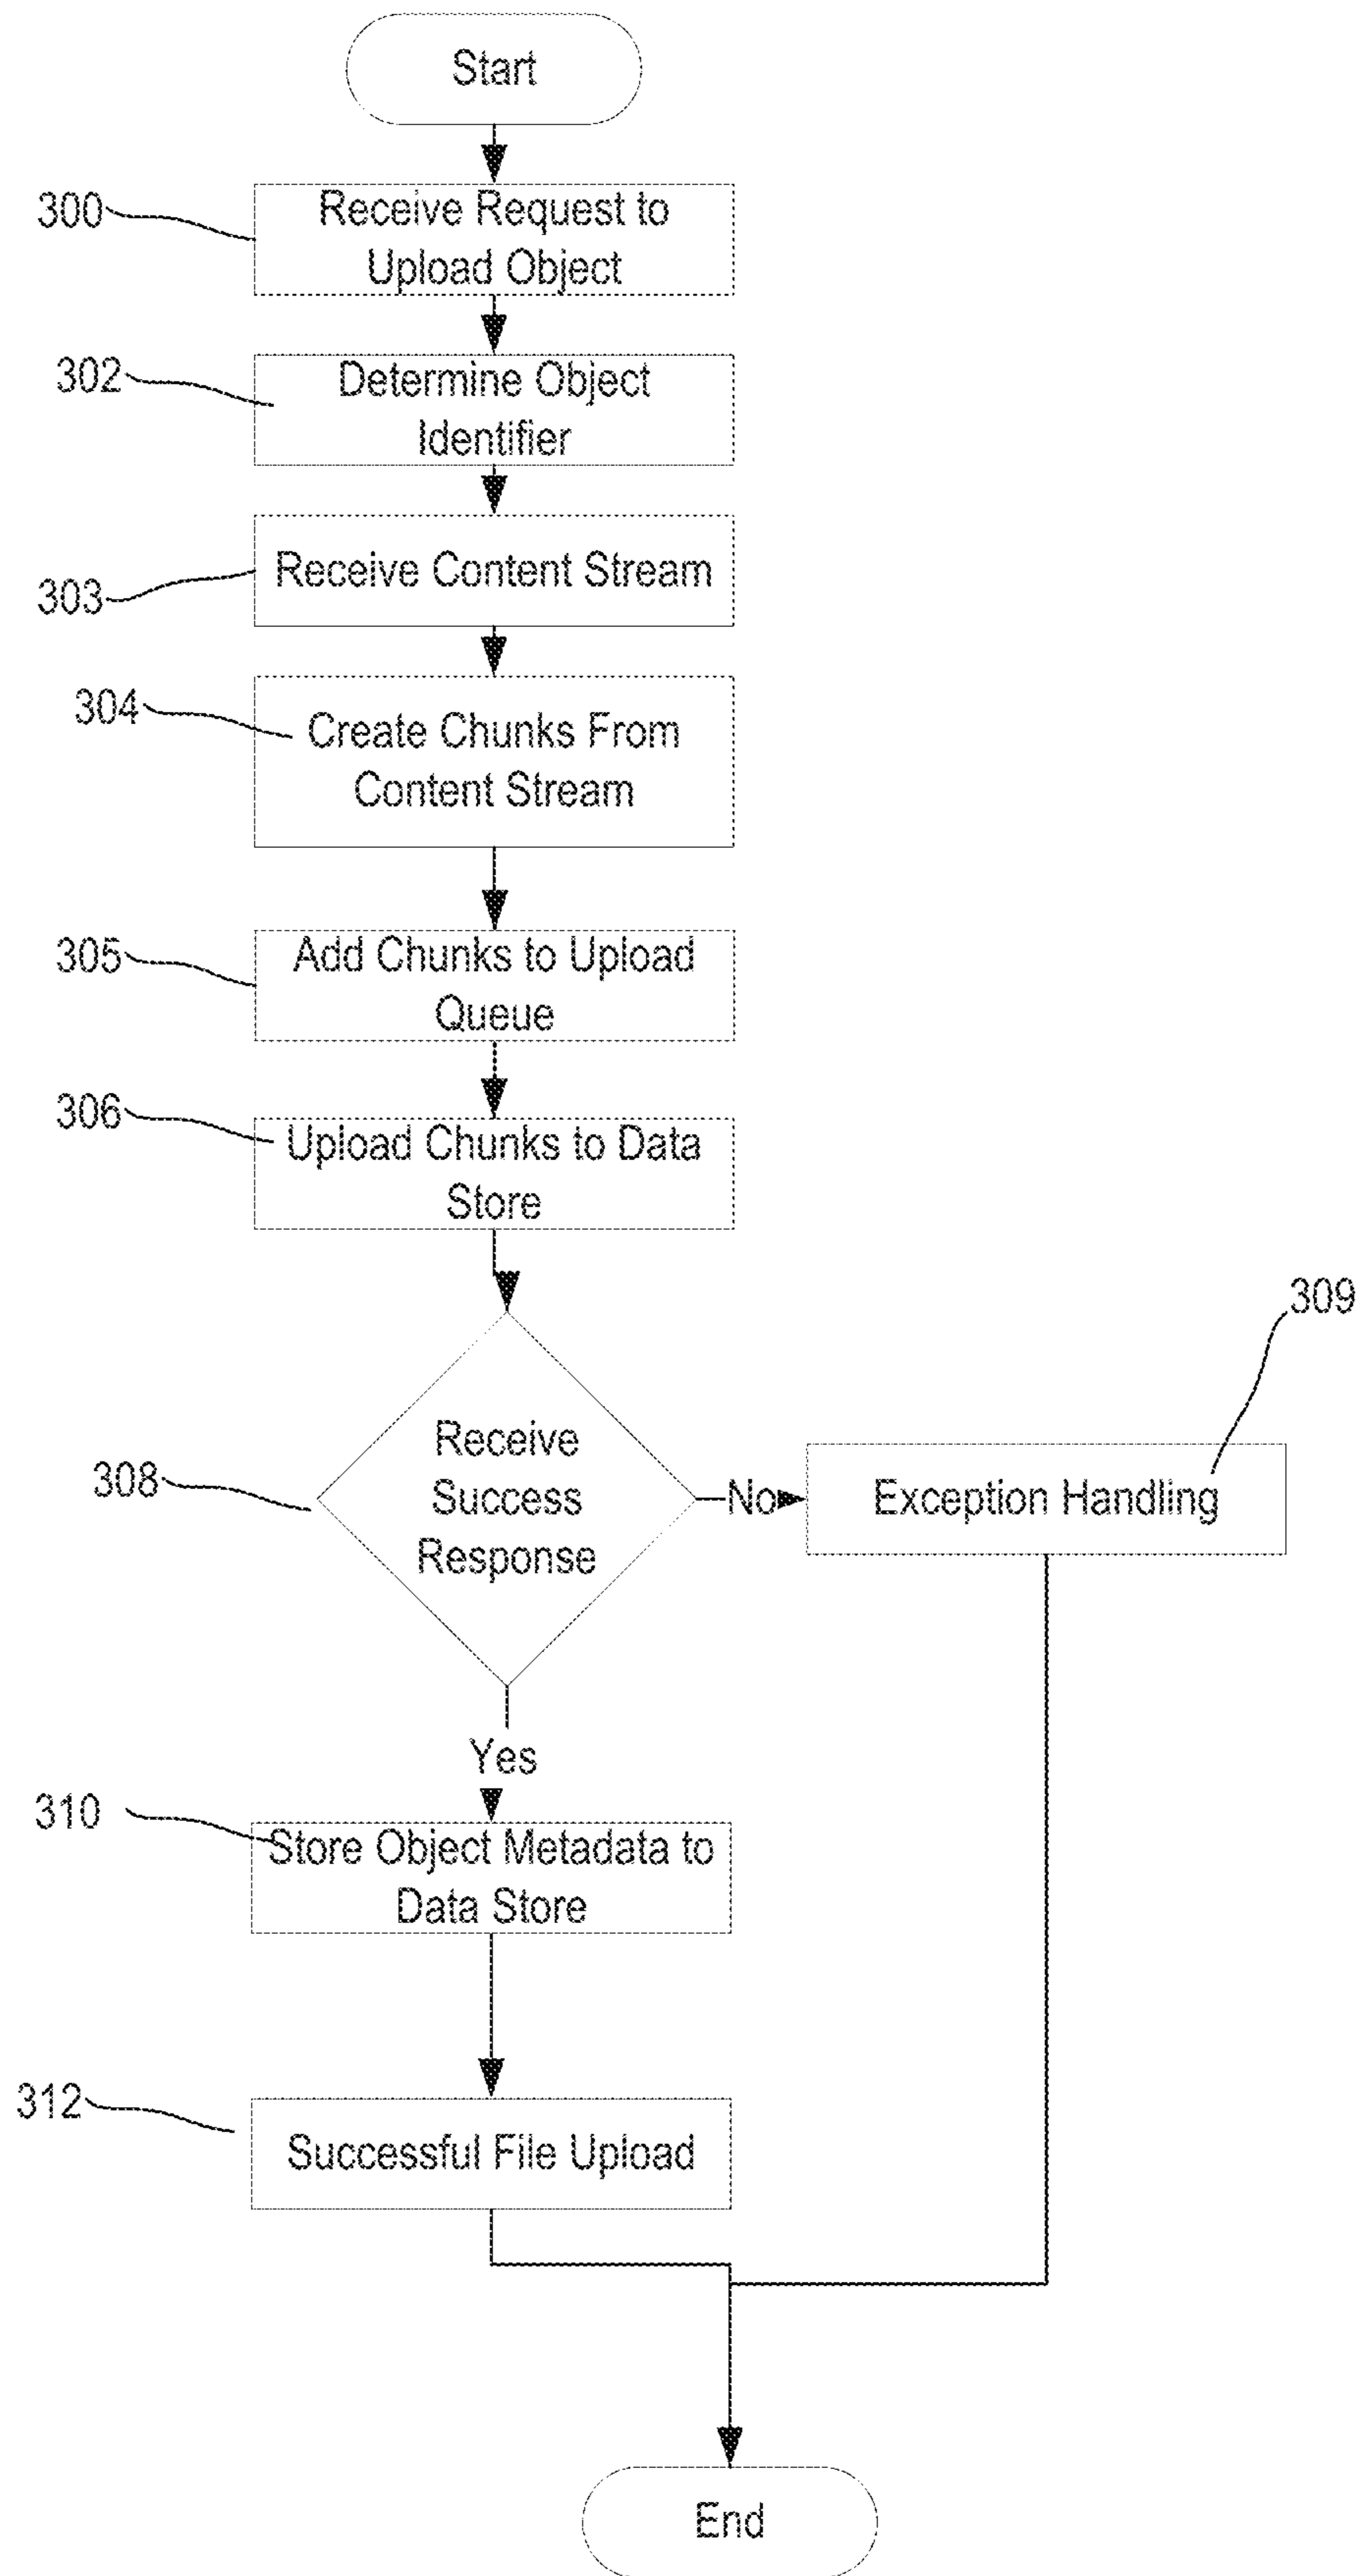 Start
300
Receive Request to
Upload Object
302
Determine Object
Identifier
Receive Content Stream
303
304
Create Chunks From
Content Stream
305
Add Chunks to Upload
Queue
306
Upload Chunks to Data
Store
309
308
Receive
Success
Response
No
Exception Handling
Yes
310
Store Object Metadata to
Data Store
312
Successful File Upload
End